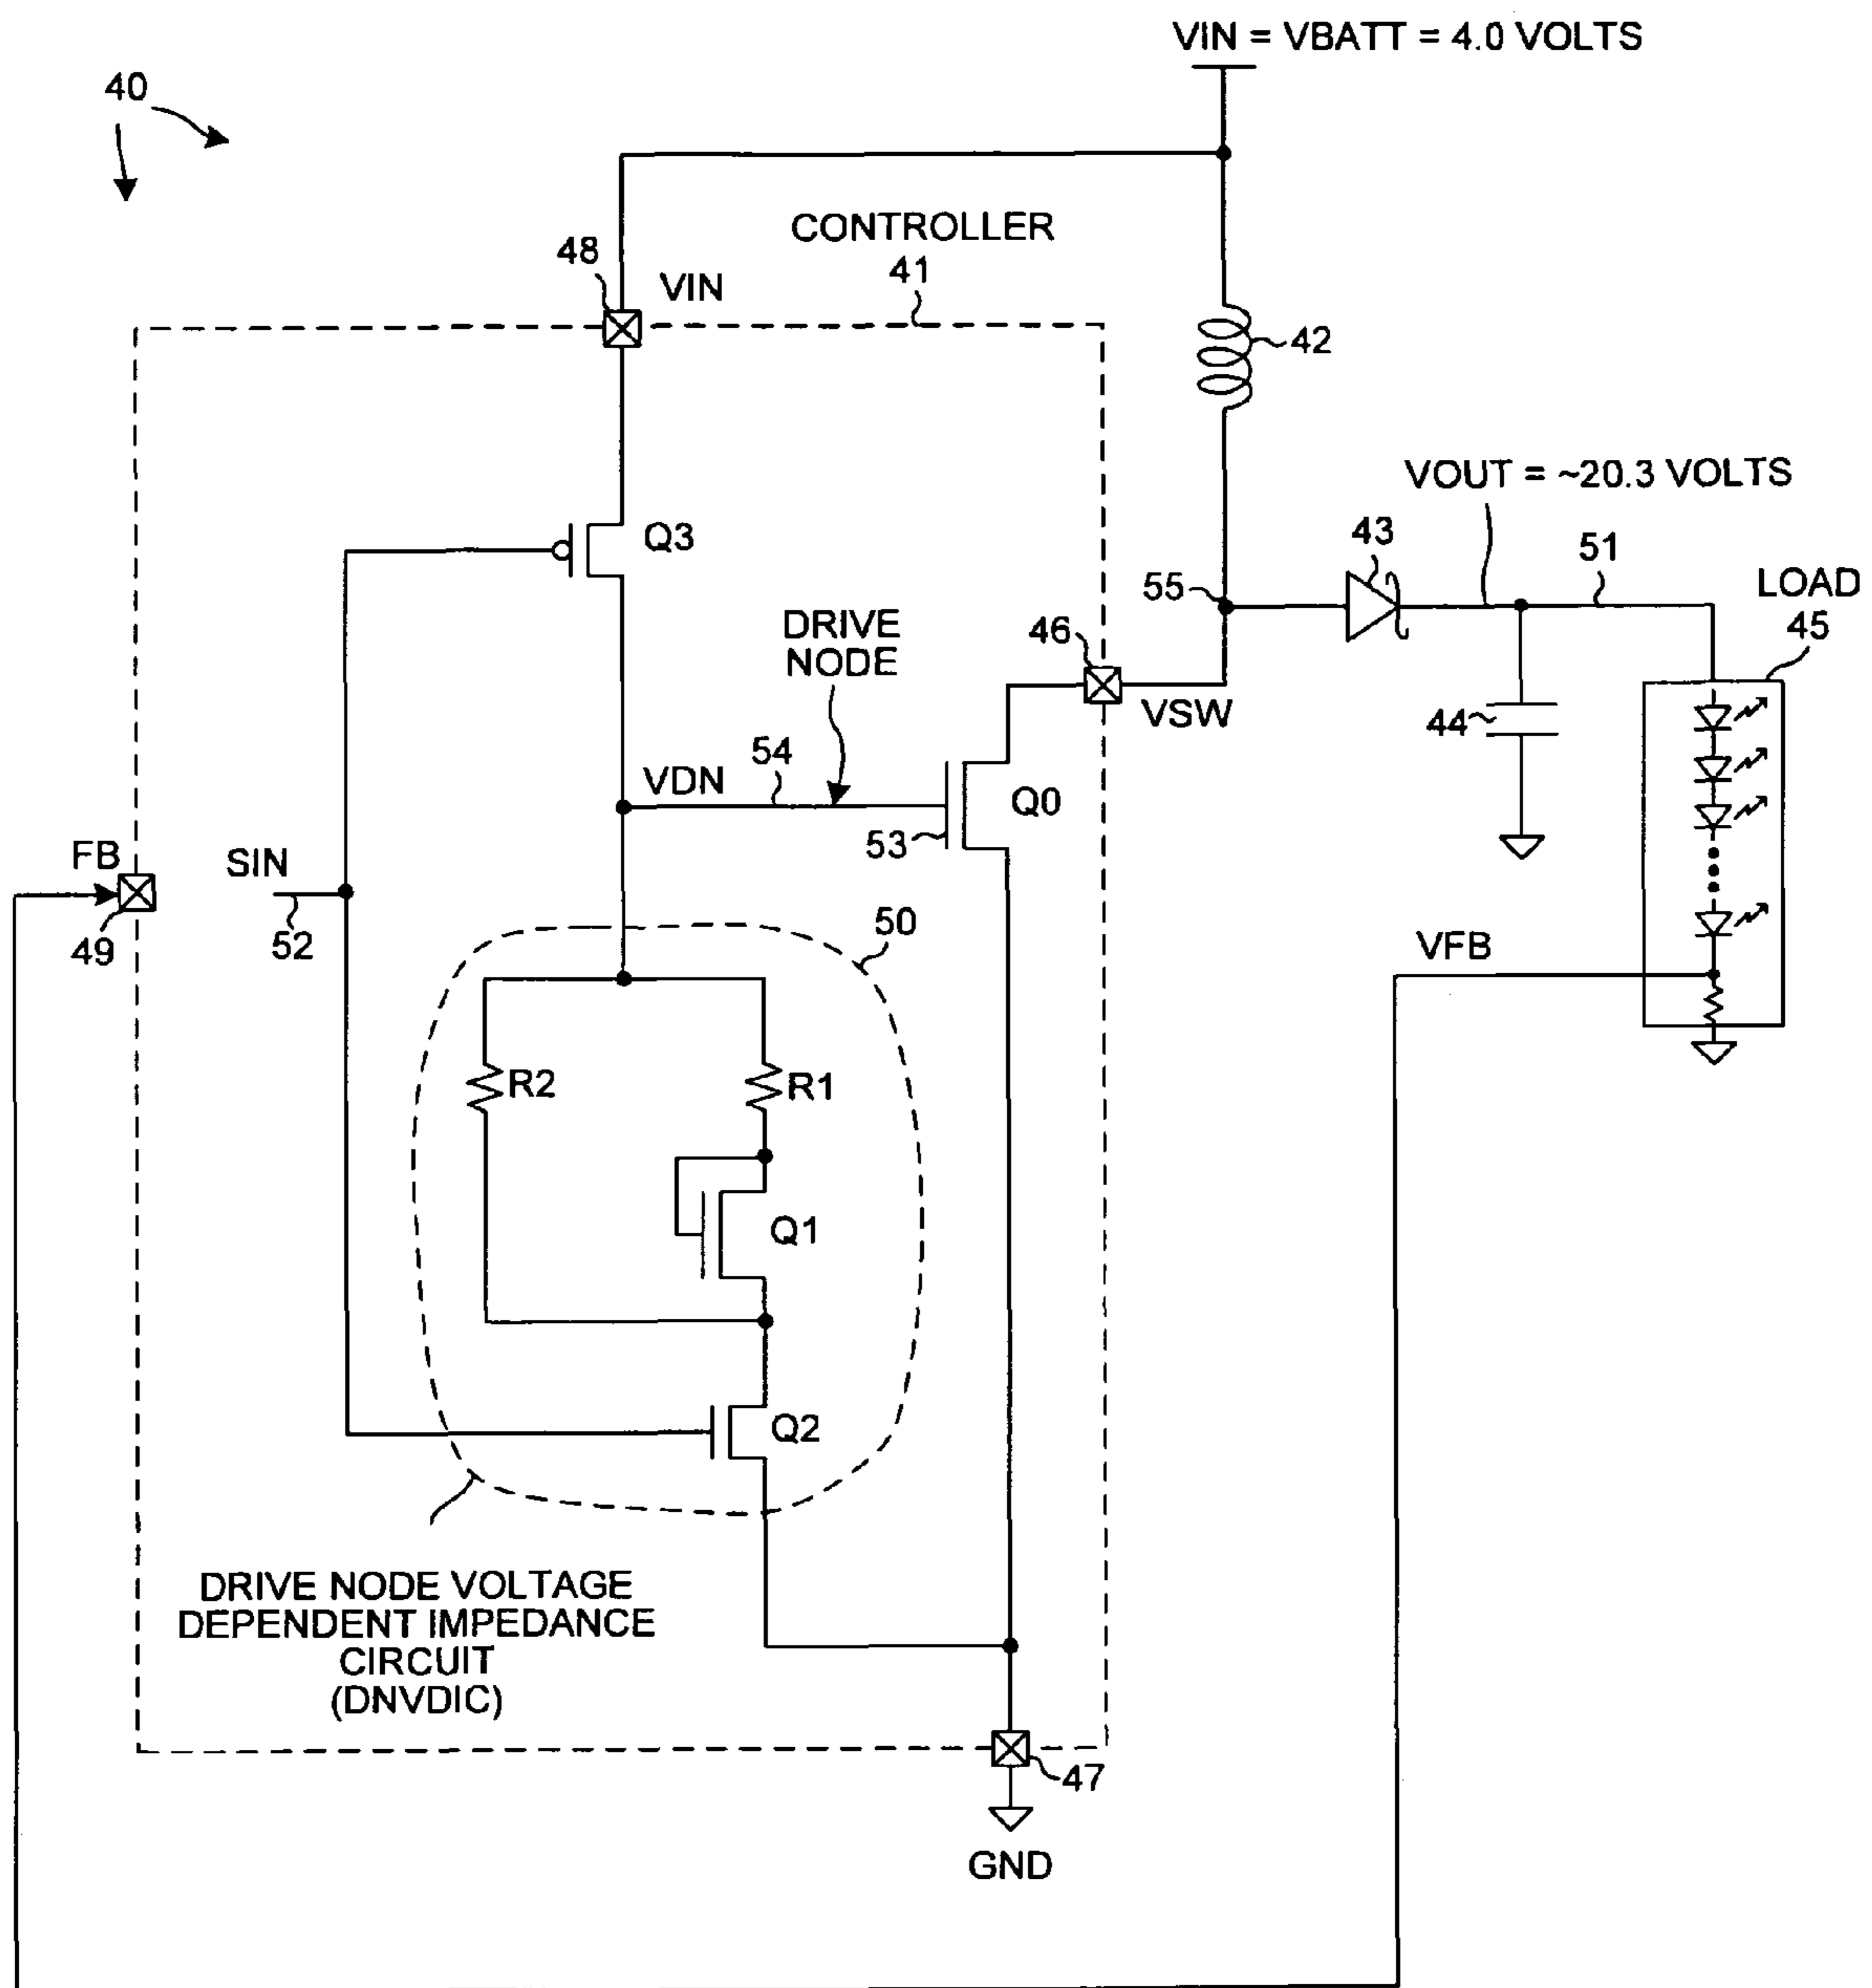 VIN = VBATT = 4.0 VOLTS
40
CONTROLLER
41
48
VIN
42
Q3
VOUT = ~20.3 VOLTS
43
51
LOAD
45
55
DRIVE
NODE
46
VSW
44
54
VDN
Q0
53
FB
SIN
49
52
50
VFB
R2
R1
Q1
Q2
DRIVE NODE VOLTAGE
DEPENDENT IMPEDANCE
CIRCUIT
(DNVDIC)
47
GND